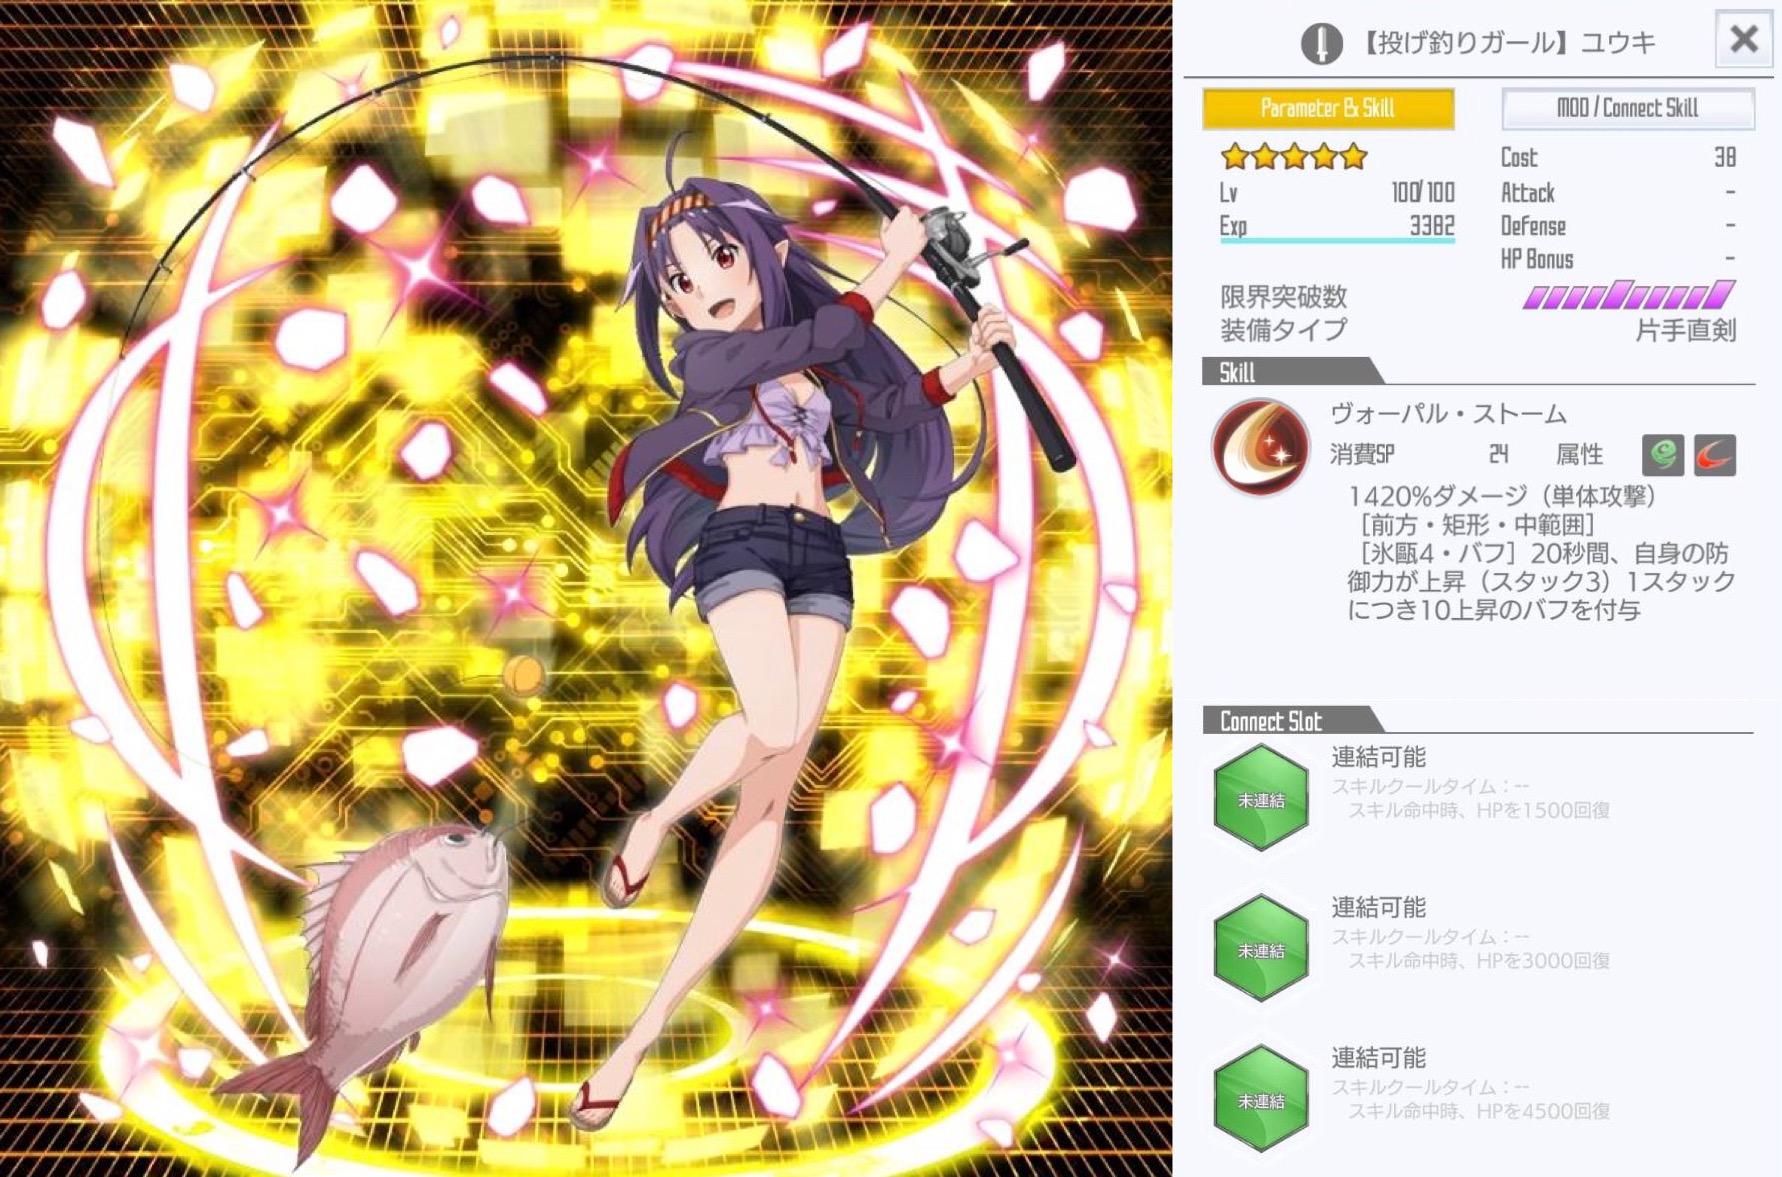 【投げ釣りガール】ユウキ
Parameter & Skill
MOD / Connect Skill
Cost 38
Lv 100/100
Attack -
Exp 3382
Defense -
HP Bonus -
限界突破数
装備タイプ 片手直剣
Skill
ヴォーパル・ストーム
消費SP 24 属性
1420%ダメージ（単体攻撃）
［前方・矩形・中範囲］
［氷甌4・バフ］20秒間、自身の防
御力が上昇（スタック3）1スタック
につき10上昇のバフを付与
Connect Slot
未連結
連結可能
スキルクールタイム：--
スキル命中時、HPを1500回復
未連結
連結可能
スキルクールタイム：--
スキル命中時、HPを3000回復
未連結
連結可能
スキルクールタイム：--
スキル命中時、HPを4500回復